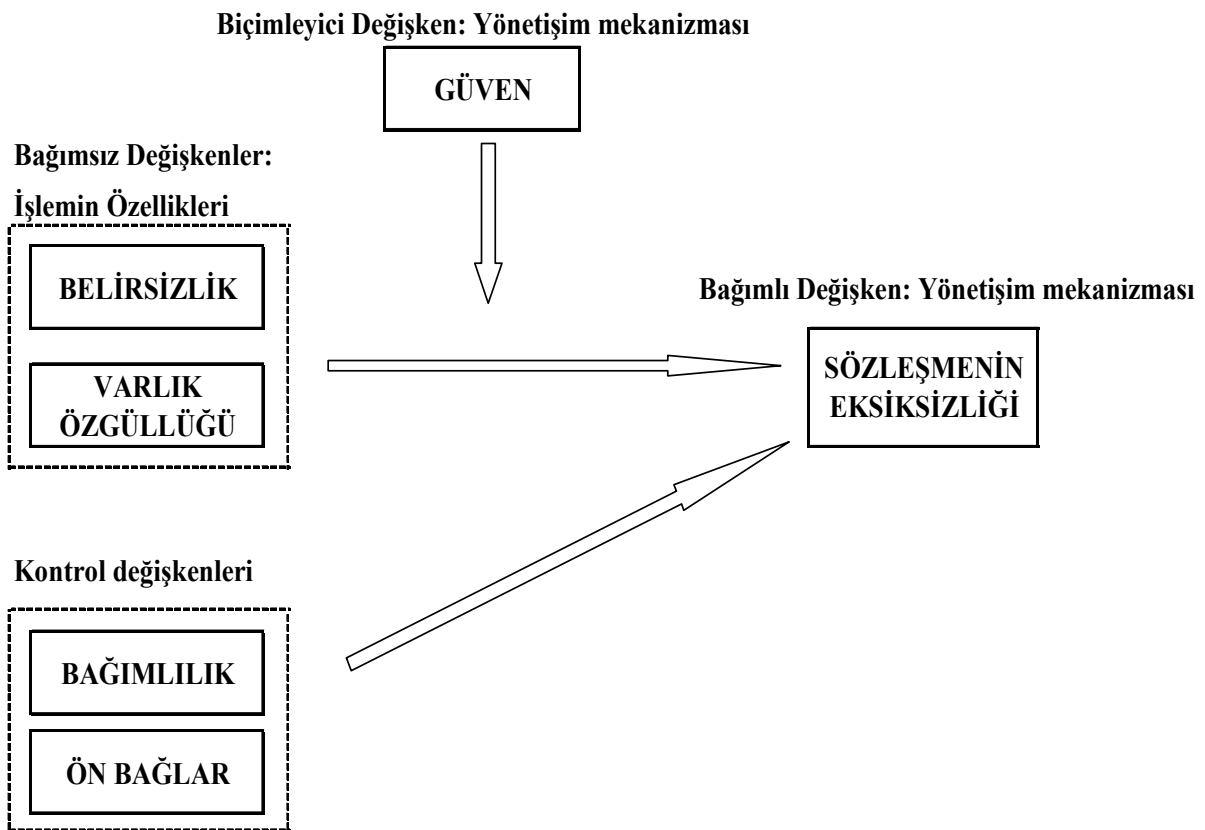 Biçimleyici Değişken: Yönetişim mekanizması
GÜVEN
Bağımsız Değişkenler:
İşlemin Özellikleri
BELİRSİZLİK
VARLIK
ÖZGÜLLÜĞÜ
Bağımlı Değişken: Yönetişim mekanizması
SÖZLEŞMENİN
EKSİKSİZLİĞİ
Kontrol değişkenleri
BAĞIMLILIK
ÖN BAĞLAR